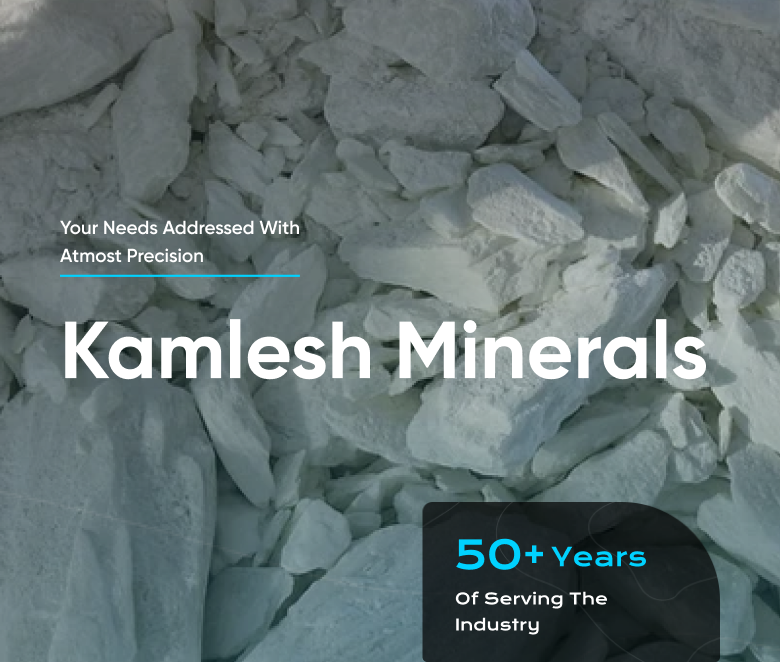 Your Needs Addressed With
Atmost Precision
Kamlesh Minerals
50+ Years
Of Serving The
Industry